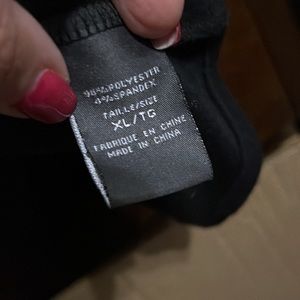 96%POLYESTER
4%SPANDEX
TAILLE/SIZE
XL/TG
FABRIQUE EN CHINE
MADE IN CHINA